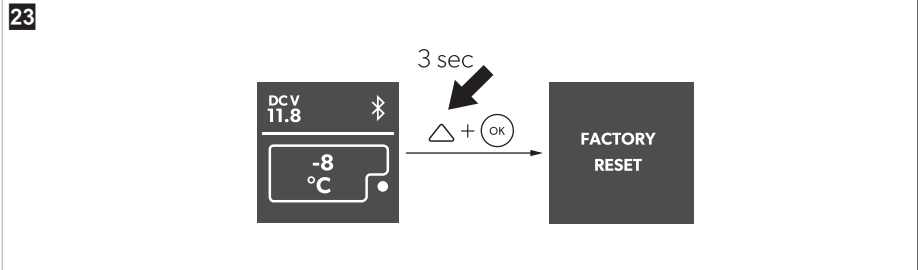 23
3 sec
DC V
11.8
-8
°C
+ OK
FACTORY
RESET